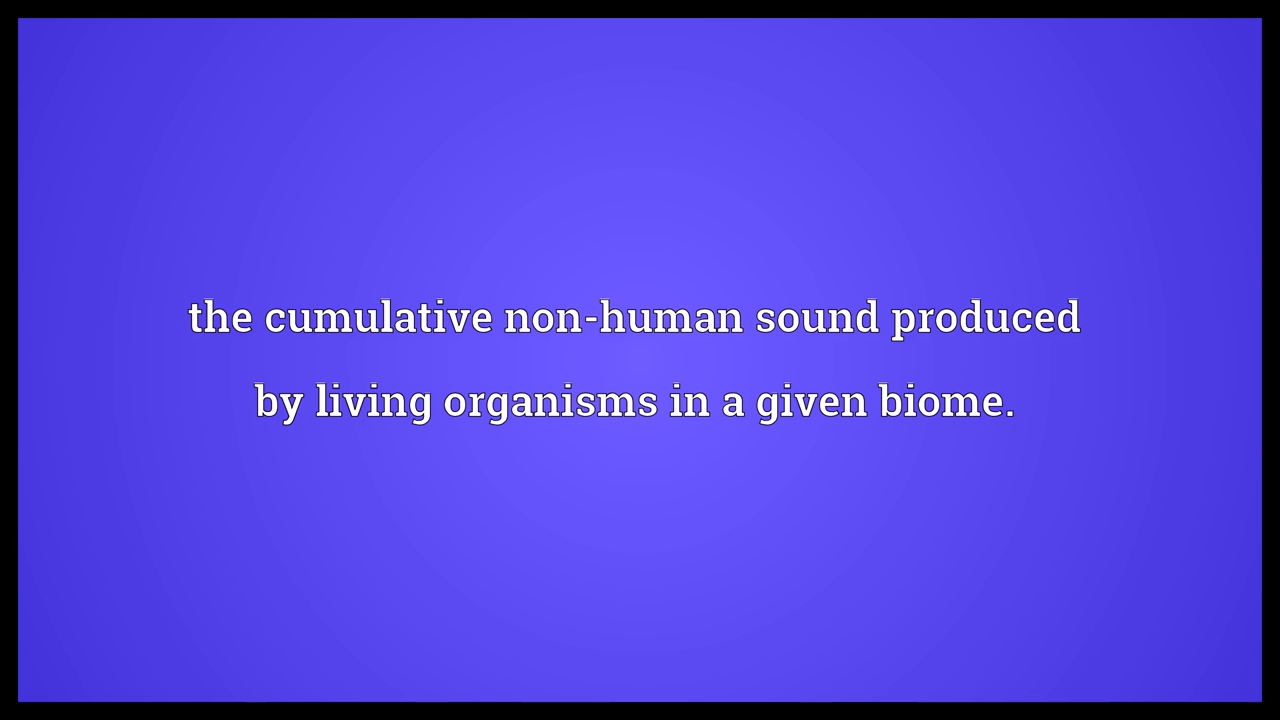 the cumulative non-human sound produced
by living organisms in a given biome.